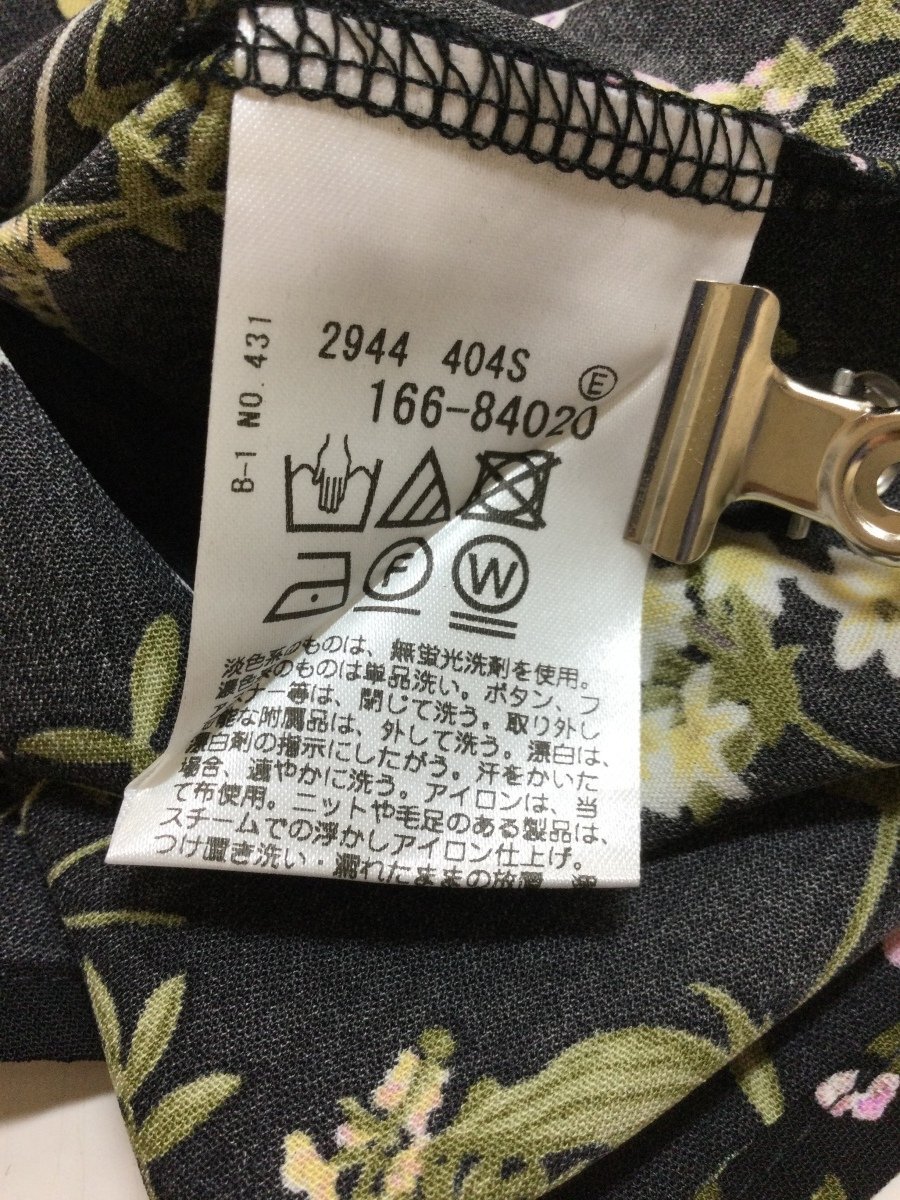 B-1 NO. 431
2944 404S
E
166-84020
F
W
淡色系のものは、無蛍光洗剤を使用。
濃色系のものは単品洗い。ボタン、フ
ァスナー等は、閉じて洗う。取り外し
可能な附属品は、外して洗う。漂白は、
漂白剤の指示にしたがう。汗をかいた
場合、速やかに洗う。アイロンは、当
て布使用。ニットや毛足のある製品は、
スチームでの浮かしアイロン仕上げ。
つけ置き洗い・濡れたままの放置